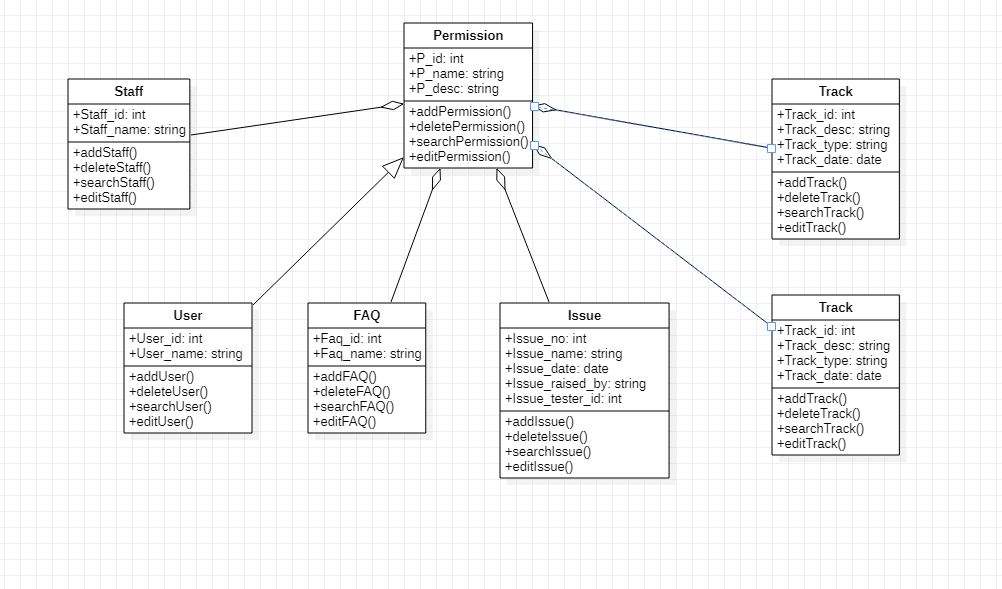 Permission
+P_id: int
+P_name: string
+P_desc: string
+addPermission()
+deletePermission()
+searchPermission()
+editPermission()
Staff
+Staff_id: int
+Staff_name: string
+addStaff()
+deleteStaff()
+searchStaff()
+editStaff()
Track
+Track_id: int
+Track_desc: string
+Track_type: string
+Track_date: date
+addTrack()
+deleteTrack()
+searchTrack()
+editTrack()
User
+User_id: int
+User_name: string
+addUser()
+deleteUser()
+searchUser()
+editUser()
FAQ
+Faq_id: int
+Faq_name: string
+addFAQ()
+deleteFAQ()
+searchFAQ()
+editFAQ()
Issue
+Issue_no: int
+Issue_name: string
+Issue_date: date
+Issue_raised_by: string
+Issue_tester_id: int
+addIssue()
+deleteIssue()
+searchIssue()
+editIssue()
Track
+Track_id: int
+Track_desc: string
+Track_type: string
+Track_date: date
+addTrack()
+deleteTrack()
+searchTrack()
+editTrack()